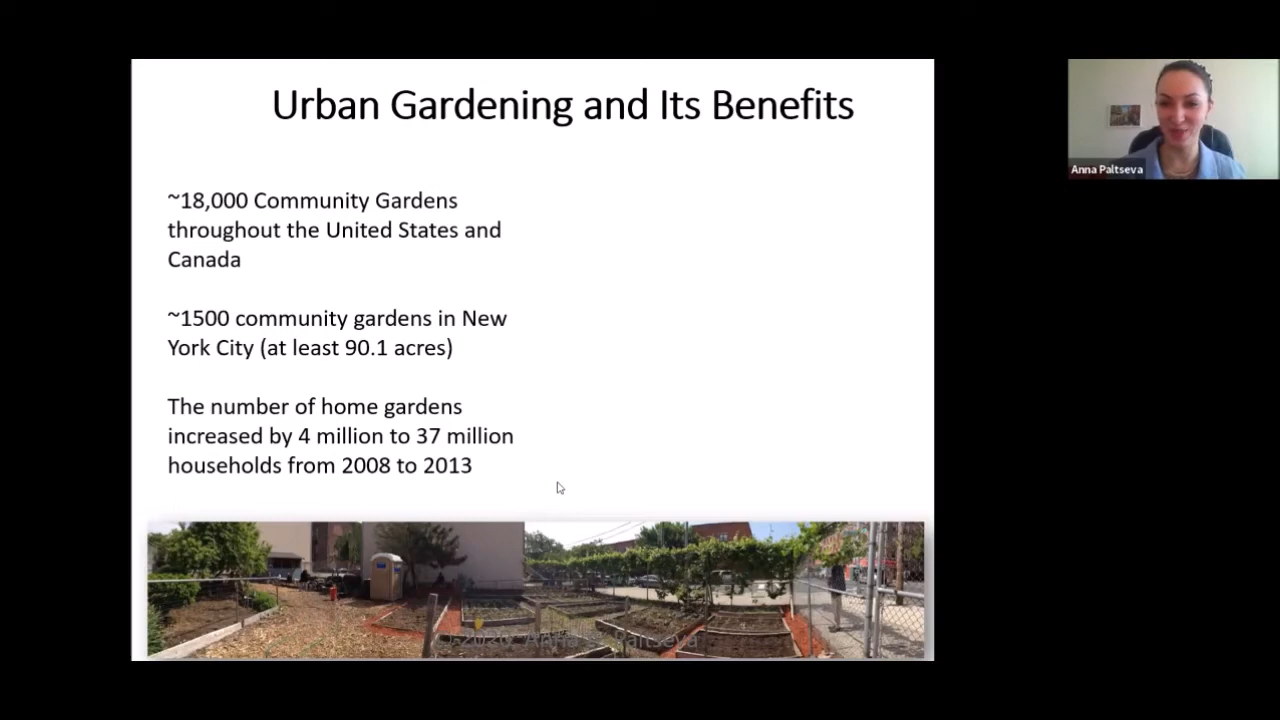 Urban Gardening and Its Benefits
~18,000 Community Gardens
throughout the United States and
Canada
~1500 community gardens in New
York City (at least 90.1 acres)
The number of home gardens
increased by 4 million to 37 million
households from 2008 to 2013
Anna Paltseva